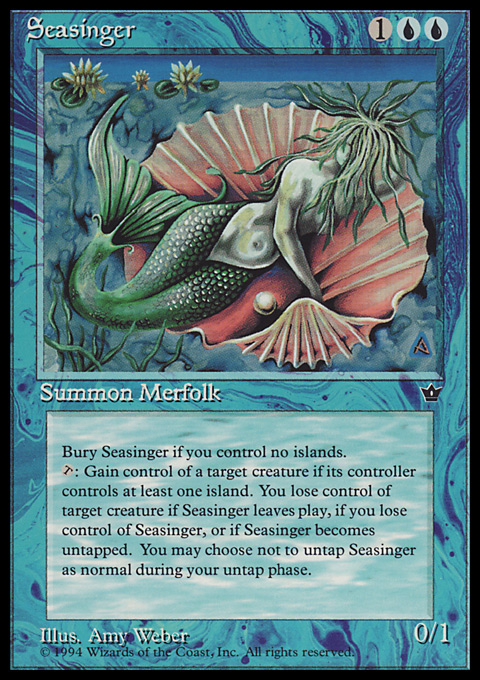 Seasinger
1
Summon Merfolk
Bury Seasinger if you control no islands.
: Gain control of a target creature if its controller
controls at least one island. You lose control of
target creature if Seasinger leaves play, if you lose
control of Seasinger, or if Seasinger becomes
untapped. You may choose not to untap Seasinger
as normal during your untap phase.
Illus. Amy Weber
0/1
© 1994 Wizards of the Coast, Inc. All rights reserved.